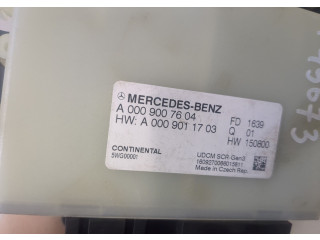 MERCEDES-BENZ
A 000 900 76 04 FD 1639
Q 01
HW: A 000 901 17 03 HW 150800
CONTINENTAL UDCM SCR-Gen3
5WG00001
Made in Czech Rep.